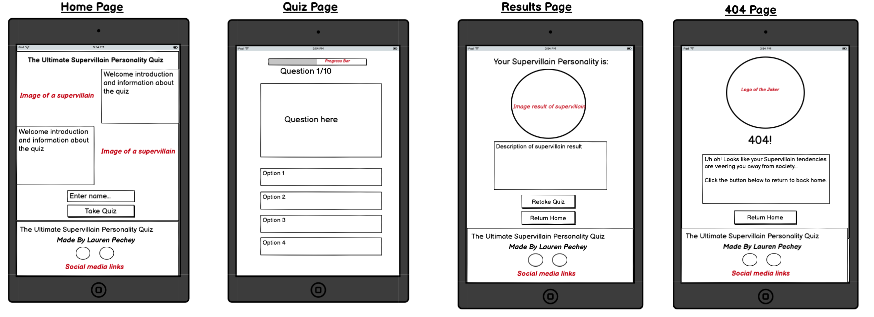 Home Page
The Ultimate Supervillain Personality Quiz
Welcome introduction
and information about
the quiz
Image of a supervillain
Welcome introduction
and information about
the quiz
Image of a supervillain
Enter name..
Take Quiz
The Ultimate Supervillain Personality Quiz
Made By Lauren Pechey
Social media links
Quiz Page
Progress Bar
Question 1/10
Question here
Option 1
Option 2
Option 3
Option 4
Results Page
Your Supervillain Personality is:
Image result of supervillain
Description of supervillain result
Retake Quiz
Return Home
The Ultimate Supervillain Personality Quiz
Made By Lauren Pechey
Social media links
404 Page
Logo of the Joker
404!
Uh oh! Looks like your Supervillain tendencies
are veering you away from society.
Click the button below to return to back home.
Return Home
The Ultimate Supervillain Personality Quiz
Made By Lauren Pechey
Social media links